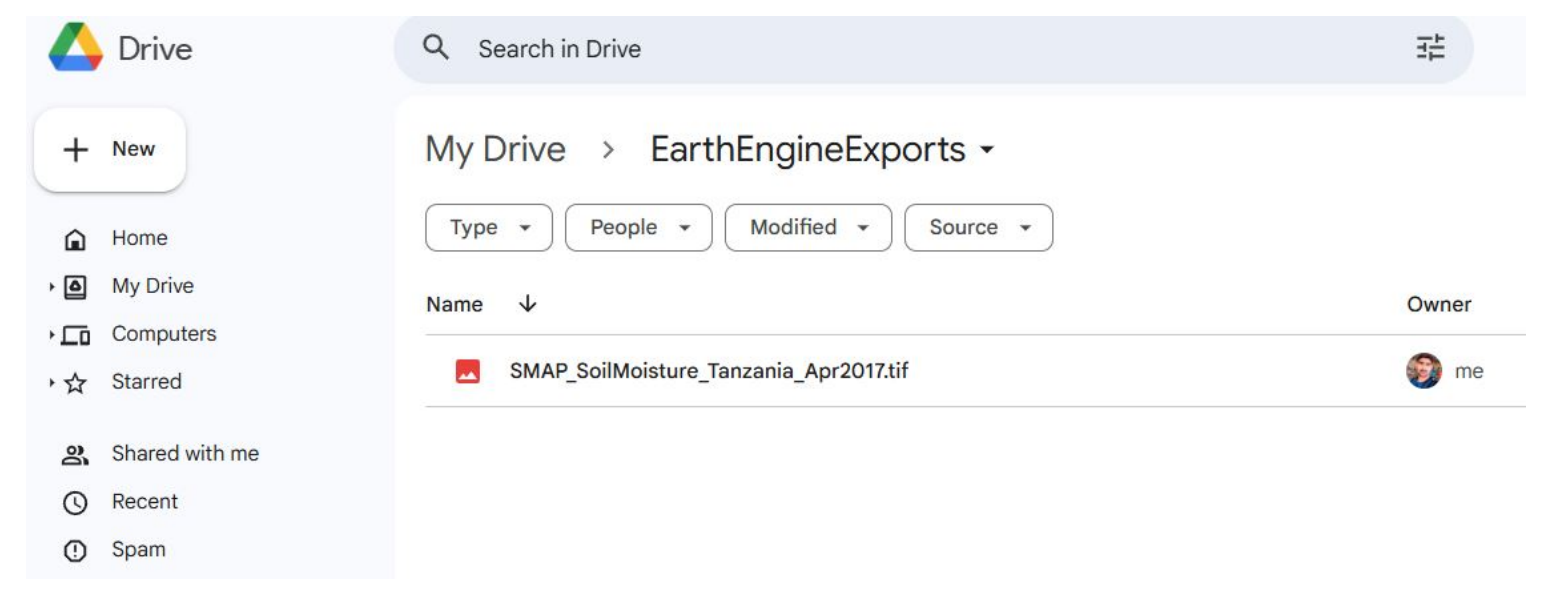 Drive
Search in Drive
New
My Drive > EarthEngineExports
Type People Modified Source
Home
My Drive
Computers
Starred
Shared with me
Recent
Spam
Name Owner
SMAP_SoilMoisture_Tanzania_Apr2017.tif me